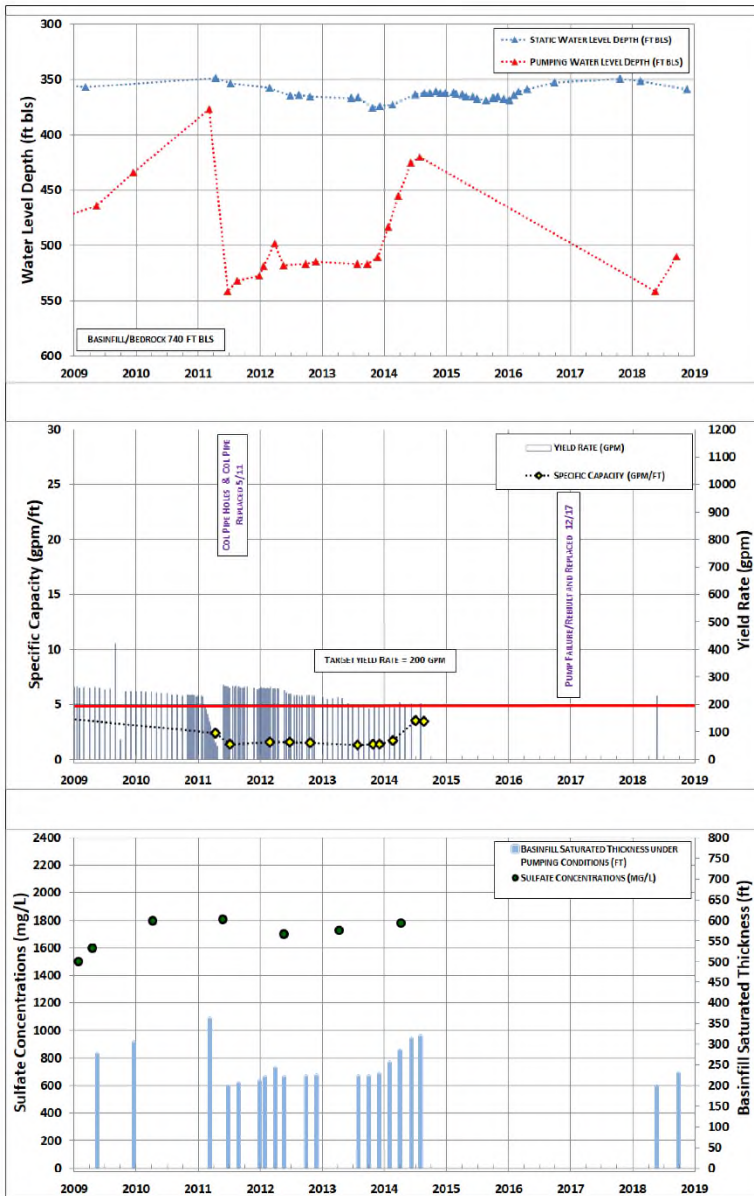 300
350
400
450
500
550
600
Water Level Depth (ft bls)
STATIC WATER LEVEL DEPTH (FT BLS)
PUMPING WATER LEVEL DEPTH (FT BLS)
BASINFILL/BEDROCK 740 FT BLS
2009 2010 2011 2012 2013 2014 2015 2016 2017 2018 2019
30
25
20
15
10
5
0
Specific Capacity (gpm/ft)
COL PIPE HOLES & COL PIPE
REPLACED 5/11
YIELD RATE (GPM)
SPECIFIC CAPACITY (GPM/FT)
PUMP FAILURE/REBUILT AND REPLACED 12/17
TARGET YIELD RATE = 200 GPM
1200
1100
1000
900
800
700
600
500
400
300
200
100
0
Yield Rate (gpm)
2009 2010 2011 2012 2013 2014 2015 2016 2017 2018 2019
2400
2200
2000
1800
1600
1400
1200
1000
800
600
400
200
0
Sulfate Concentrations (mg/L)
BASINFILL SATURATED THICKNESS UNDER
PUMPING CONDITIONS (FT)
SULFATE CONCENTRATIONS (MG/L)
800
750
700
650
600
550
500
450
400
350
300
250
200
150
100
50
0
Basinfill Saturated Thickness (ft)
2009 2010 2011 2012 2013 2014 2015 2016 2017 2018 2019